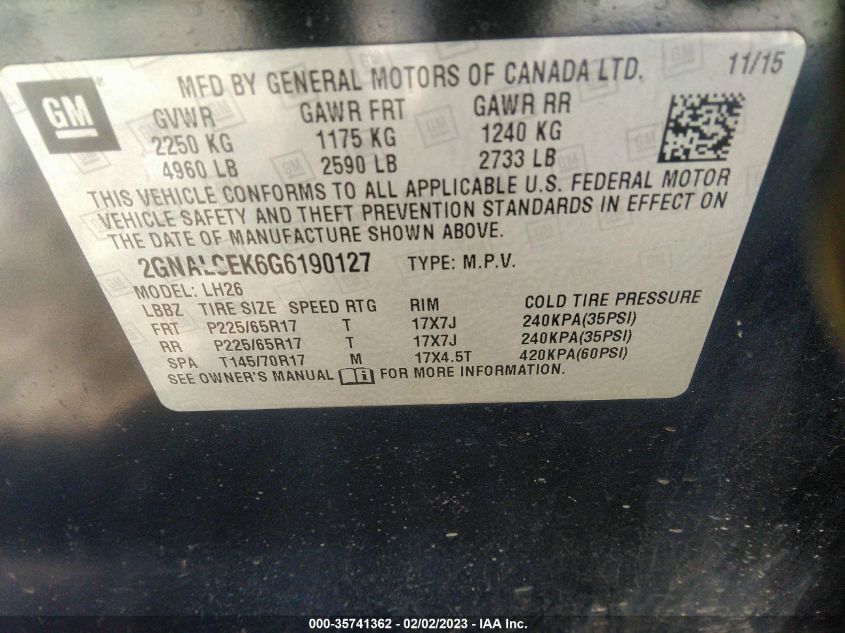 GM
MFD BY GENERAL MOTORS OF CANADA LTD. 11/15
GVWR GAWR FRT GAWR RR
2250 KG 1175 KG 1240 KG
4960 LB 2590 LB 2733 LB
THIS VEHICLE CONFORMS TO ALL APPLICABLE U.S. FEDERAL MOTOR
VEHICLE SAFETY AND THEFT PREVENTION STANDARDS IN EFFECT ON
THE DATE OF MANUFACTURE SHOWN ABOVE.
2GNALCEK6G6190127 TYPE: M.P.V.
MODEL: LH26
LBBZ TIRE SIZE SPEED RTG RIM COLD TIRE PRESSURE
FRT P225/65R17 T 17X7J 240KPA(35PSI)
RR P225/65R17 T 17X7J 240KPA(35PSI)
SPA T145/70R17 M 17X4.5T 420KPA(60PSI)
SEE OWNER'S MANUAL i FOR MORE INFORMATION.
000-35741362 - 02/02/2023 - © IAA Inc.